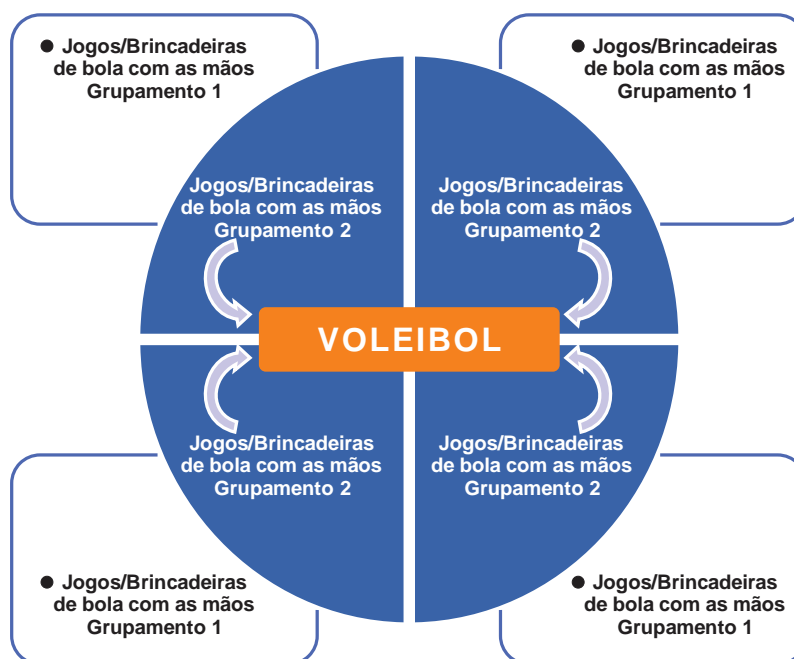 ● Jogos/Brincadeiras
de bola com as mãos
Grupamento 1
● Jogos/Brincadeiras
de bola com as mãos
Grupamento 1
Jogos/Brincadeiras
de bola com as mãos
Grupamento 2
Jogos/Brincadeiras
de bola com as mãos
Grupamento 2
VOLEIBOL
Jogos/Brincadeiras
de bola com as mãos
Grupamento 2
Jogos/Brincadeiras
de bola com as mãos
Grupamento 2
● Jogos/Brincadeiras
de bola com as mãos
Grupamento 1
● Jogos/Brincadeiras
de bola com as mãos
Grupamento 1